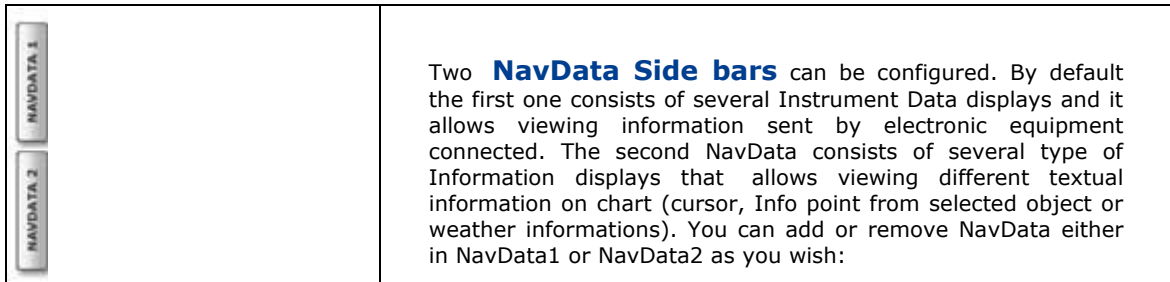 NAVDATA 1
NAVDATA 2
Two NavData Side bars can be configured. By default
the first one consists of several Instrument Data displays and it
allows viewing information sent by electronic equipment
connected. The second NavData consists of several type of
Information displays that allows viewing different textual
information on chart (cursor, Info point from selected object or
weather informations). You can add or remove NavData either
in NavData1 or NavData2 as you wish: